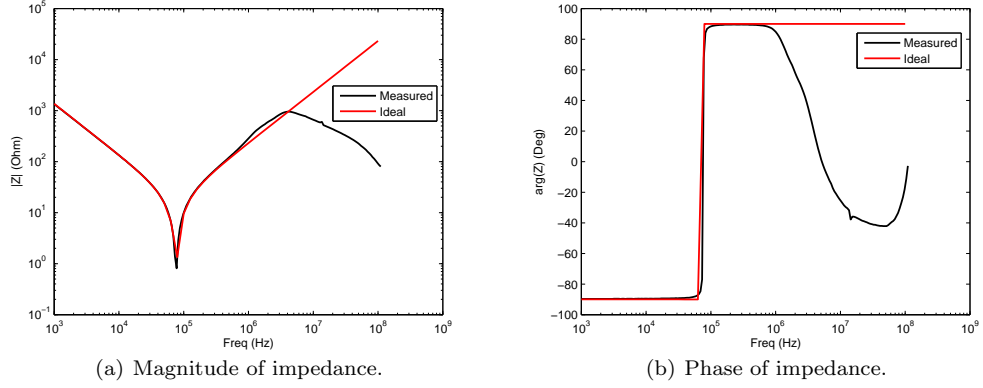 10^5
10^4
10^3
10^2
10^1
10^0
10^−1
|Z| (Ohm)
Measured
Ideal
10^3 10^4 10^5 10^6 10^7 10^8 10^9
Freq (Hz)
(a) Magnitude of impedance.
100
80
60
40
20
0
−20
−40
−60
−80
−100
arg(Z) (Deg)
Measured
Ideal
10^3 10^4 10^5 10^6 10^7 10^8 10^9
Freq (Hz)
(b) Phase of impedance.